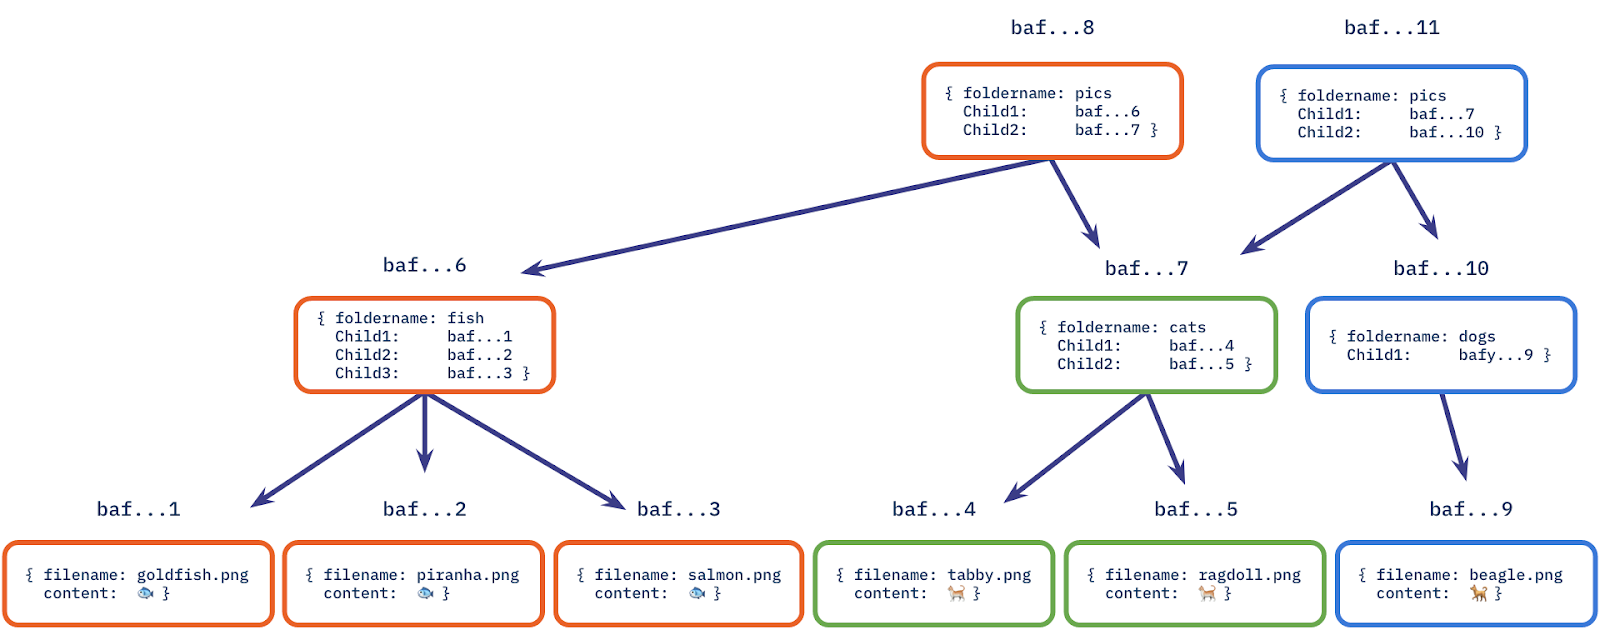 baf...8
{ foldername: pics
Child1: baf...6
Child2: baf...7 }
baf...11
{ foldername: pics
Child1: baf...7
Child2: baf...10 }
baf...6
{ foldername: fish
Child1: baf...1
Child2: baf...2
Child3: baf...3 }
baf...7
{ foldername: cats
Child1: baf...4
Child2: baf...5 }
baf...10
{ foldername: dogs
Child1: bafy...9 }
baf...1
{ filename: goldfish.png
content: 🐟 }
baf...2
{ filename: piranha.png
content: 🐟 }
baf...3
{ filename: salmon.png
content: 🐟 }
baf...4
{ filename: tabby.png
content: 🐈 }
baf...5
{ filename: ragdoll.png
content: 🐈 }
baf...9
{ filename: beagle.png
content: 🐕 }